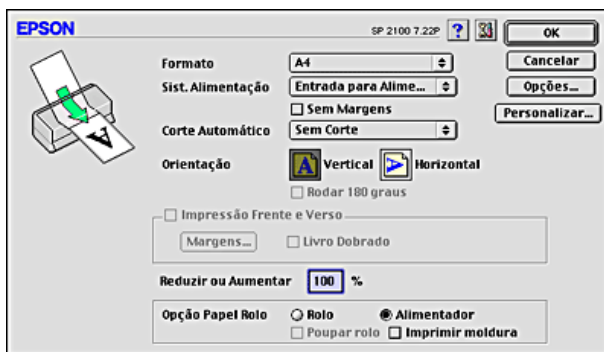 EPSON SP 2100 7.22P ? OK
Formato A4 Cancelar
Sist. Alimentação Entrada para Alime... Opções...
Sem Margens Personalizar...
Corte Automático Sem Corte
Orientação A Vertical A Horizontal
Rodar 180 graus
Impressão Frente e Verso
Margens... Livro Dobrado
Reduzir ou Aumentar 100 %
Opção Papel Rolo Rolo Alimentador
Poupar rolo Imprimir moldura
A